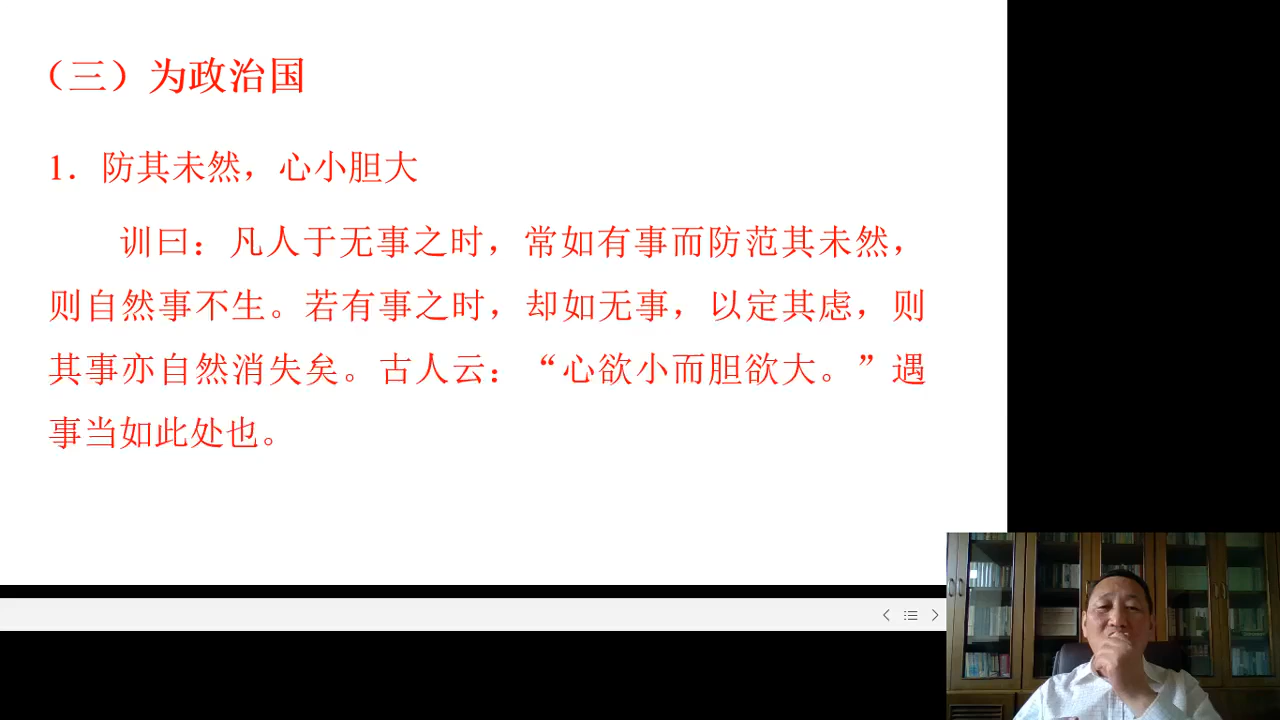 （三）为政治国
1. 防其未然，心小胆大
训曰：凡人于无事之时，常如有事而防范其未然，
则自然事不生。若有事之时，却如无事，以定其虑，则
其事亦自然消失矣。古人云：“心欲小而胆欲大。”遇
事当如此处也。